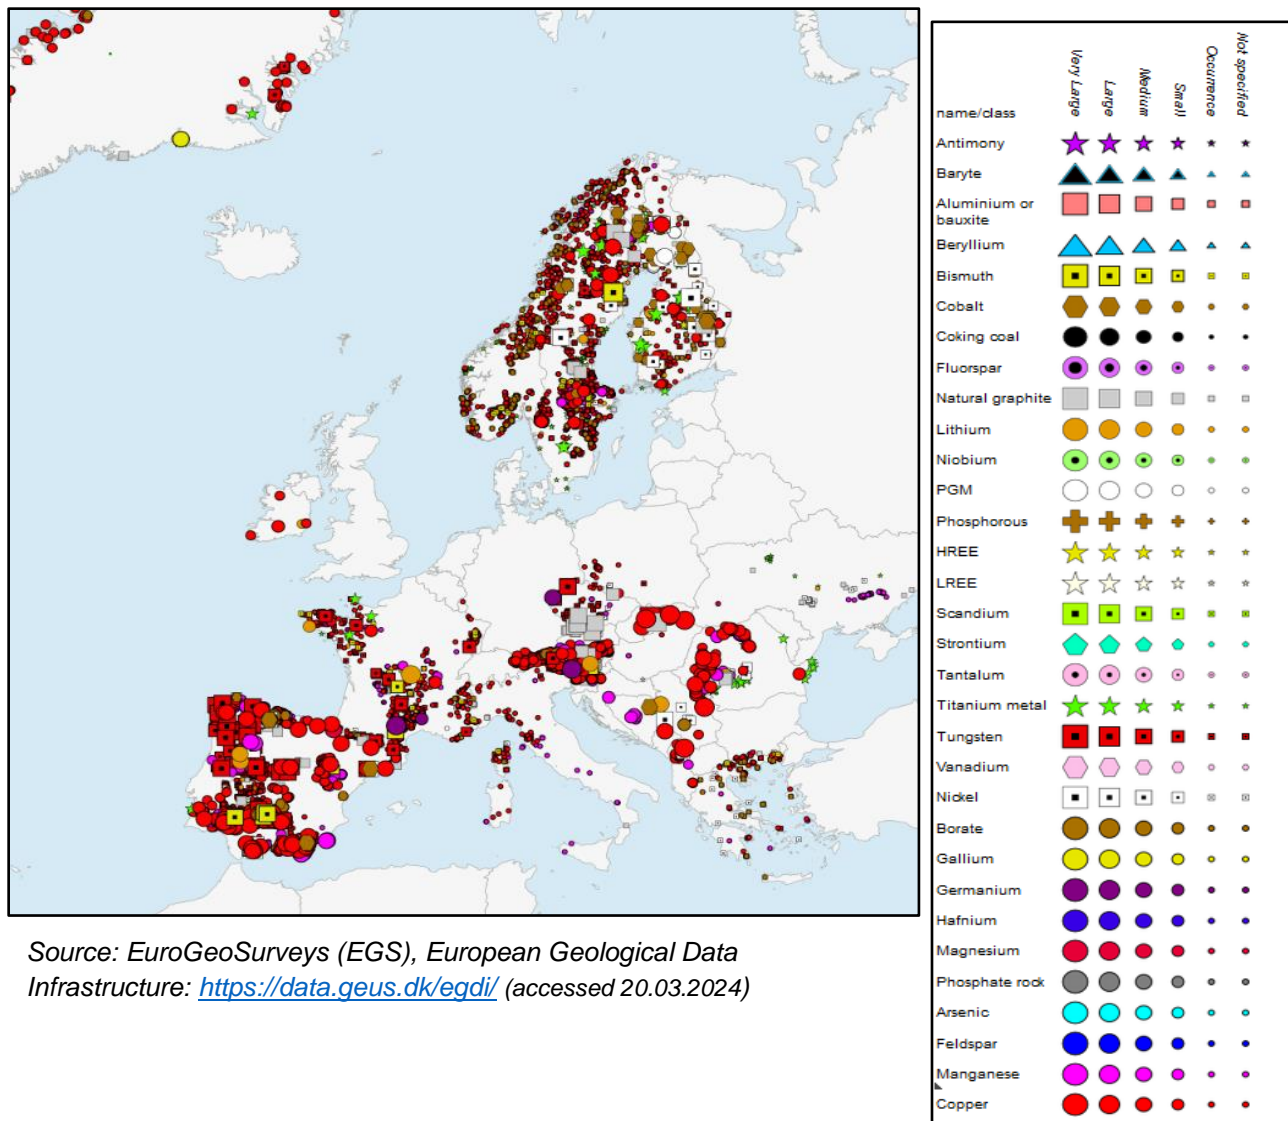 Very Large
Large
Medium
Small
Occurrence
Not specified
name/class
Antimony
Baryte
Aluminium or
bauxite
Beryllium
Bismuth
Cobalt
Coking coal
Fluorspar
Natural graphite
Lithium
Niobium
PGM
Phosphorous
HREE
LREE
Scandium
Strontium
Tantalum
Titanium metal
Tungsten
Vanadium
Nickel
Borate
Gallium
Germanium
Hafnium
Magnesium
Phosphate rock
Arsenic
Feldspar
Manganese
Copper
Source: EuroGeoSurveys (EGS), European Geological Data
Infrastructure: https://data.geus.dk/egdi/ (accessed 20.03.2024)